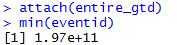 > attach(entire_gtd)
> min(eventid)
[1] 1.97e+11